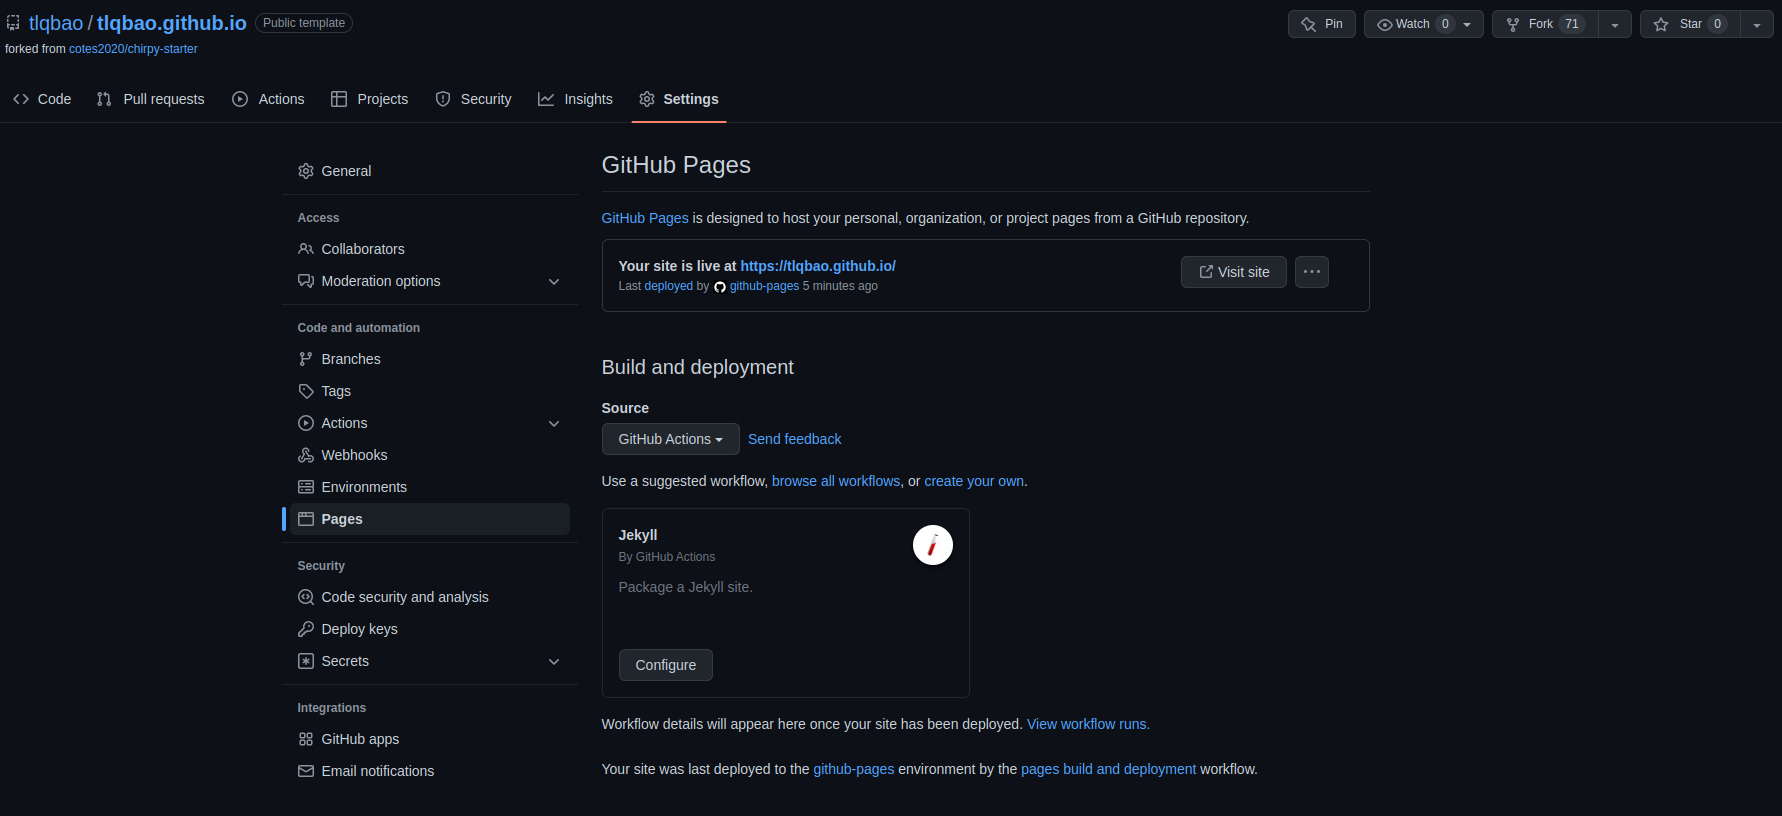 tlqbao / tlqbao.github.io Public template
Pin Watch 0 Fork 71 Star 0
forked from cotes2020/chirpy-starter
Code Pull requests Actions Projects Security Insights Settings
General
Access
Collaborators
Moderation options
Code and automation
Branches
Tags
Actions
Webhooks
Environments
Pages
Security
Code security and analysis
Deploy keys
Secrets
Integrations
GitHub apps
Email notifications
GitHub Pages
GitHub Pages is designed to host your personal, organization, or project pages from a GitHub repository.
Your site is live at https://tlqbao.github.io/
Last deployed by github-pages 5 minutes ago
Visit site
Build and deployment
Source
GitHub Actions Send feedback
Use a suggested workflow, browse all workflows, or create your own.
Jekyll
By GitHub Actions
Package a Jekyll site.
Configure
Workflow details will appear here once your site has been deployed. View workflow runs.
Your site was last deployed to the github-pages environment by the pages build and deployment workflow.